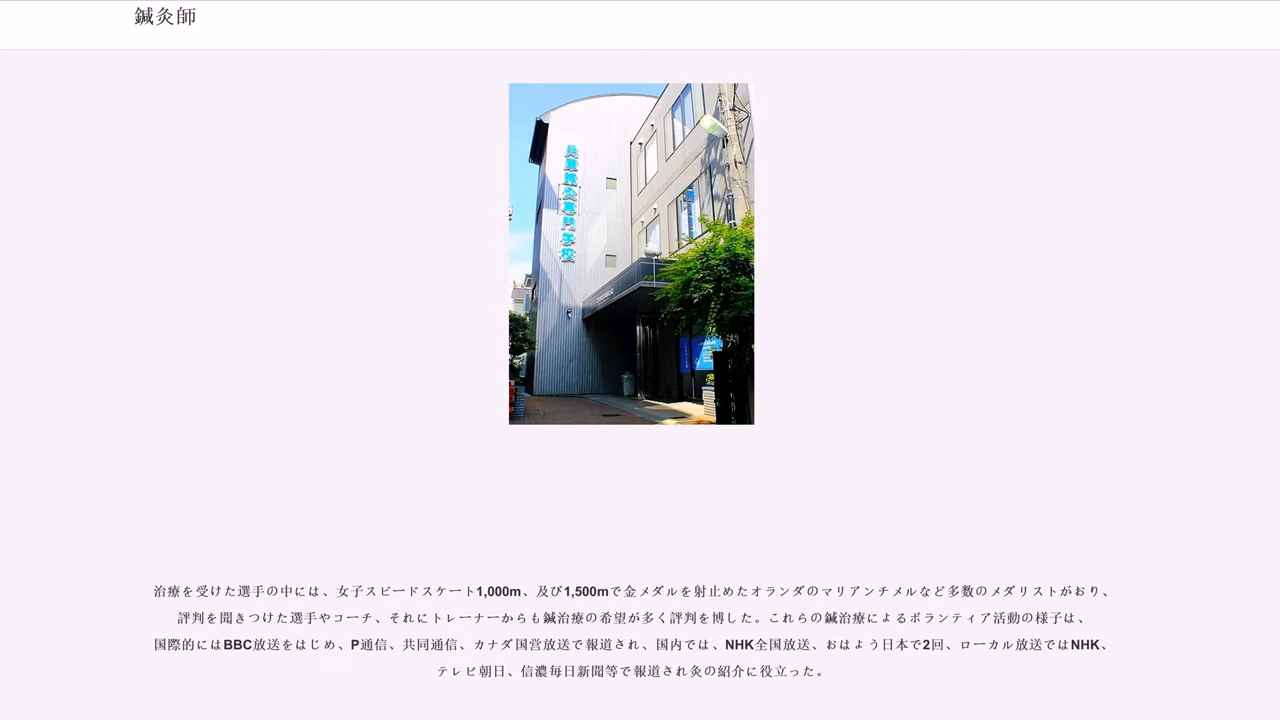 鍼灸師
兵庫鍼灸専門学校
治療を受けた選手の中には、女子スピードスケート1,000m、及び1,500mで金メダルを射止めたオランダのマリアンチメルなど多数のメダリストがおり、
評判を聞きつけた選手やコーチ、それにトレーナーからも鍼治療の希望が多く評判を博した。これらの鍼治療によるボランティア活動の様子は、
国際的にはBBC放送をはじめ、P通信、共同通信、カナダ国営放送で報道され、国内では、NHK全国放送、おはよう日本で2回、ローカル放送ではNHK、
テレビ朝日、信濃毎日新聞等で報道され灸の紹介に役立った。